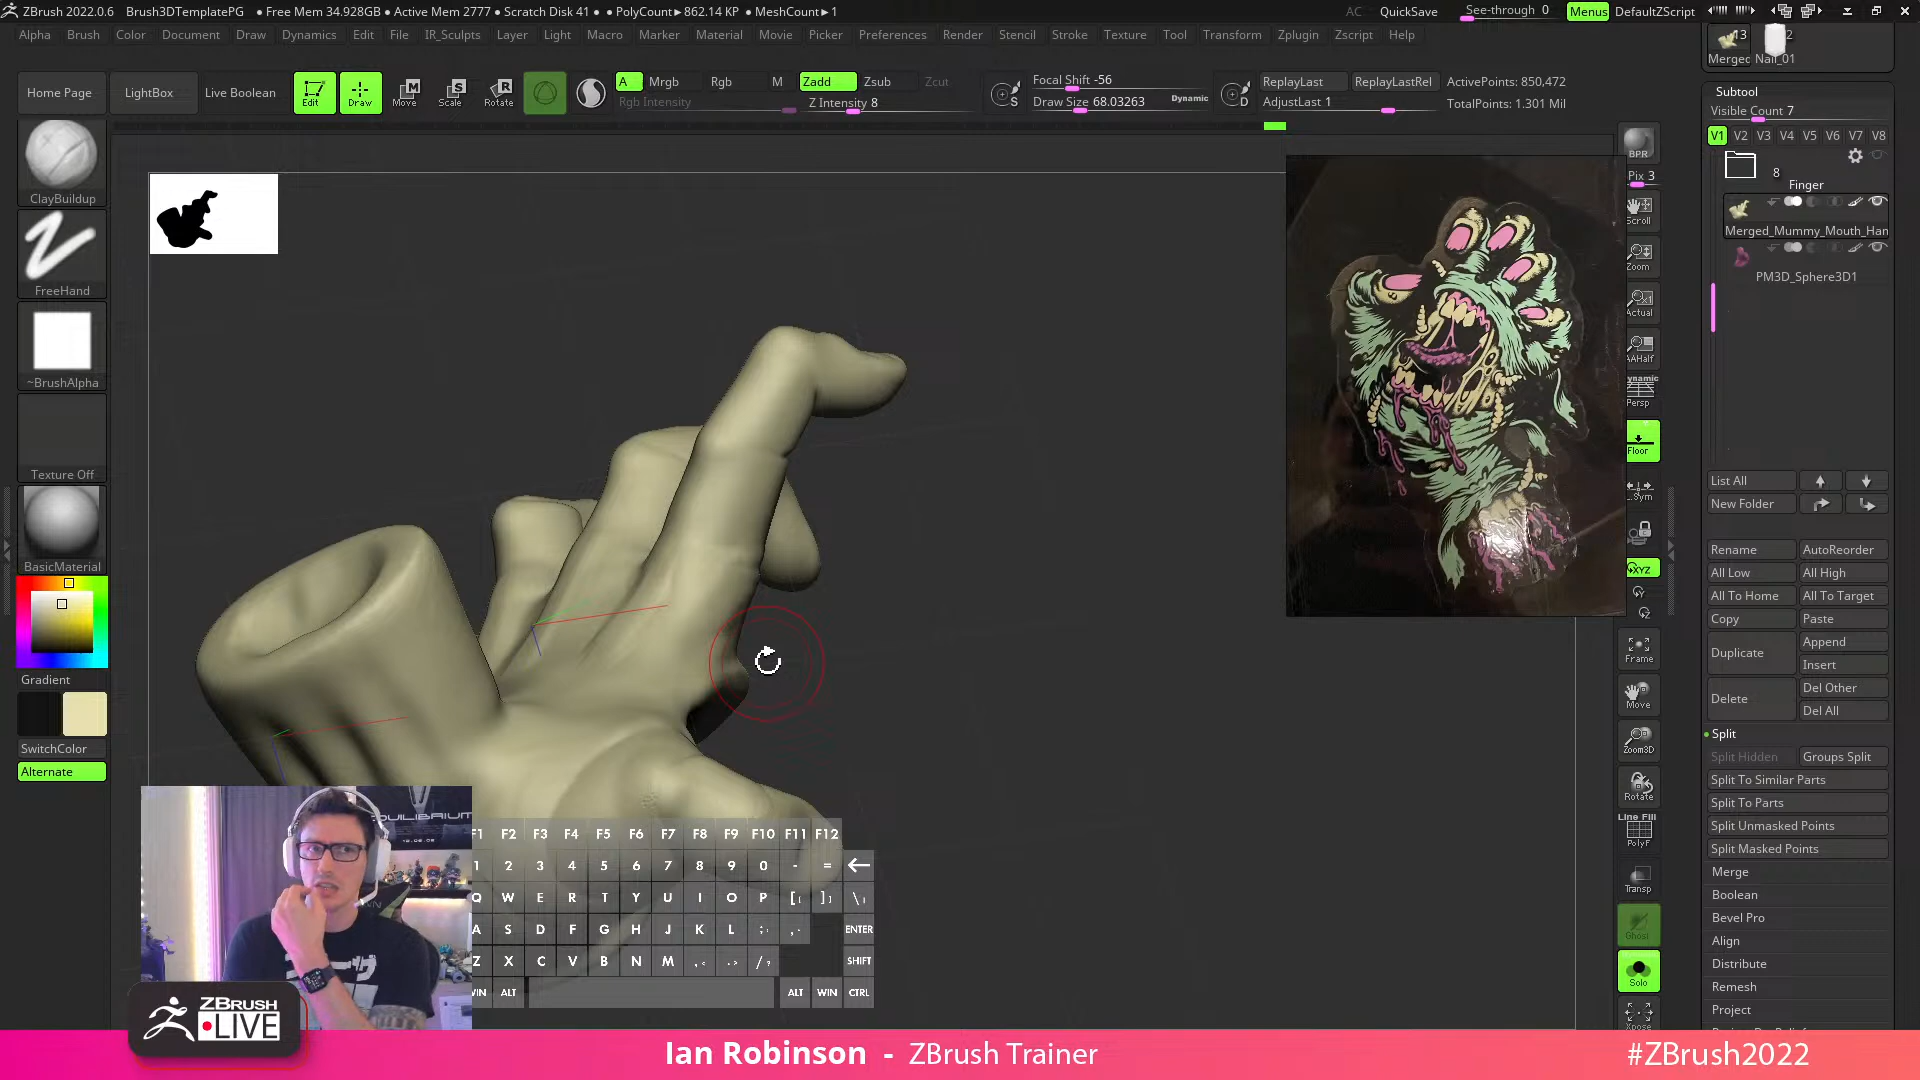 ZBrush 2022.0.6 Brush3DTemplatePG • Free Mem 34.928GB • Active Mem 2777 • Scratch Disk 41 • • PolyCount►862.14 KP • MeshCount►1 AC QuickSave See-through 0 Menus DefaultZScript
Alpha Brush Color Document Draw Dynamics Edit File IR_Sculpts Layer Light Macro Marker Material Movie Picker Preferences Render Stencil Stroke Texture Tool Transform Zplugin Zscript Help
Home Page LightBox Live Boolean Edit Draw Move Scale Rotate
A Mrgb Rgb M Zadd Zsub Zcut
Rgb Intensity Z Intensity 8
S Focal Shift -56
Draw Size 68.03263 Dynamic
D ReplayLast ReplayLastRel ActivePoints: 850,472
AdjustLast 1 TotalPoints: 1.301 Mil
ClayBuildup
FreeHand
~BrushAlpha
Texture Off
BasicMaterial
Gradient
SwitchColor
Alternate
BPR
Pix 3
Scroll
Zoom
Actual
AAHalf
Dynamic
Persp
Floor
XYZ
Frame
Move
Zoom3D
Rotate
Line Fill
PolyF
Transp
Ghost
Solo
Xpose
13 2
Merged Nail_01
Subtool
Visible Count 7
V1 V2 V3 V4 V5 V6 V7 V8
8
Finger
Merged_Mummy_Mouth_Han
PM3D_Sphere3D1
List All
New Folder
Rename AutoReorder
All Low All High
All To Home All To Target
Copy Paste
Duplicate Append
Insert
Delete Del Other
Del All
Split
Split Hidden Groups Split
Split To Similar Parts
Split To Parts
Split Unmasked Points
Split Masked Points
Merge
Boolean
Bevel Pro
Align
Distribute
Remesh
Project
F1 F2 F3 F4 F5 F6 F7 F8 F9 F10 F11 F12
1 2 3 4 5 6 7 8 9 0 - =
Q W E R T Y U I O P [ ] \
A S D F G H J K L ; ENTER
Z X C V B N M , . / ? SHIFT
WIN ALT ALT WIN CTRL
ZBRUSH
LIVE
Ian Robinson - ZBrush Trainer
#ZBrush2022